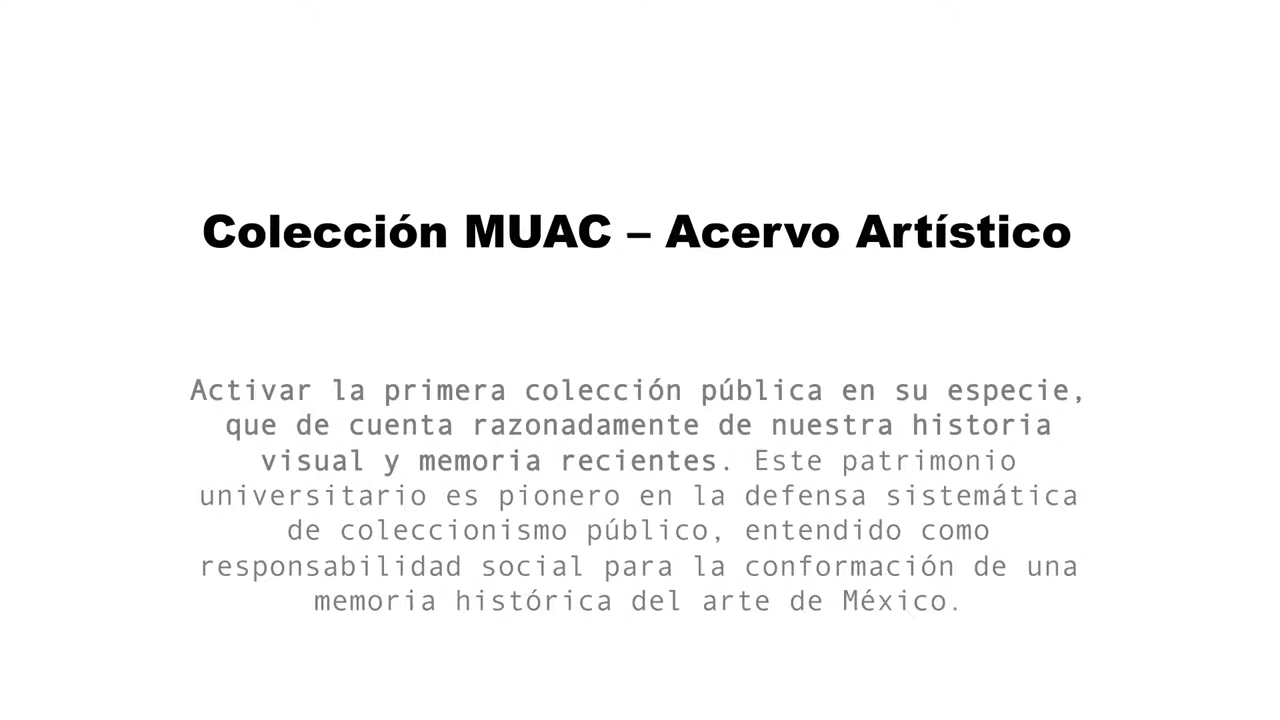 Colección MUAC – Acervo Artístico
Activar la primera colección pública en su especie,
que de cuenta razonadamente de nuestra historia
visual y memoria recientes. Este patrimonio
universitario es pionero en la defensa sistemática
de coleccionismo público, entendido como
responsabilidad social para la conformación de una
memoria histórica del arte de México.